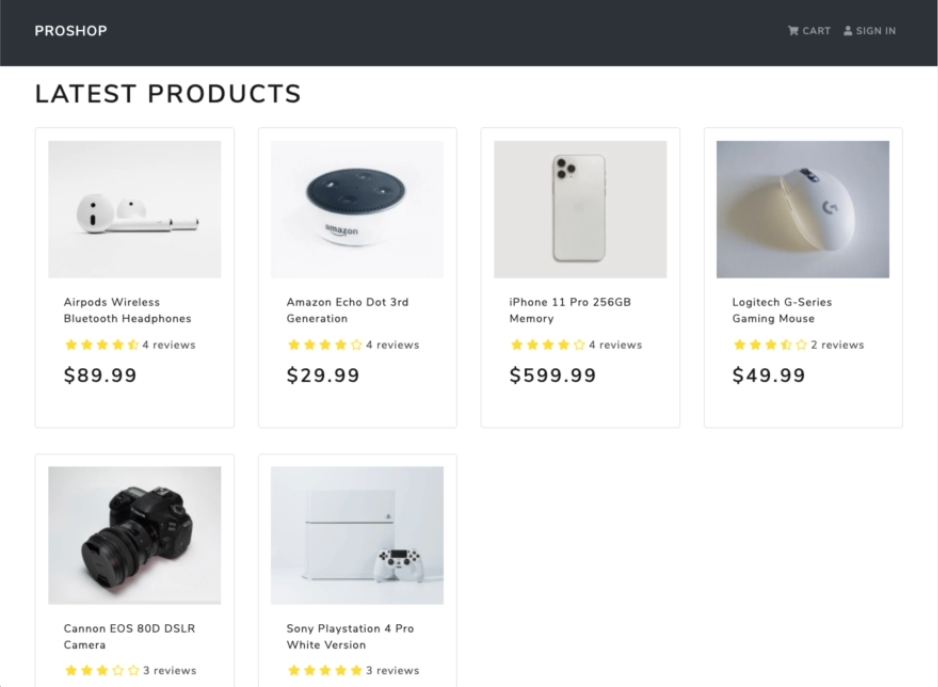 PROSHOP
CART
SIGN IN
LATEST PRODUCTS
amazon
Airpods Wireless
Bluetooth Headphones
4 reviews
$89.99
Amazon Echo Dot 3rd
Generation
4 reviews
$29.99
iPhone 11 Pro 256GB
Memory
4 reviews
$599.99
Logitech G-Series
Gaming Mouse
2 reviews
$49.99
Cannon EOS 80D DSLR
Camera
3 reviews
Sony Playstation 4 Pro
White Version
3 reviews